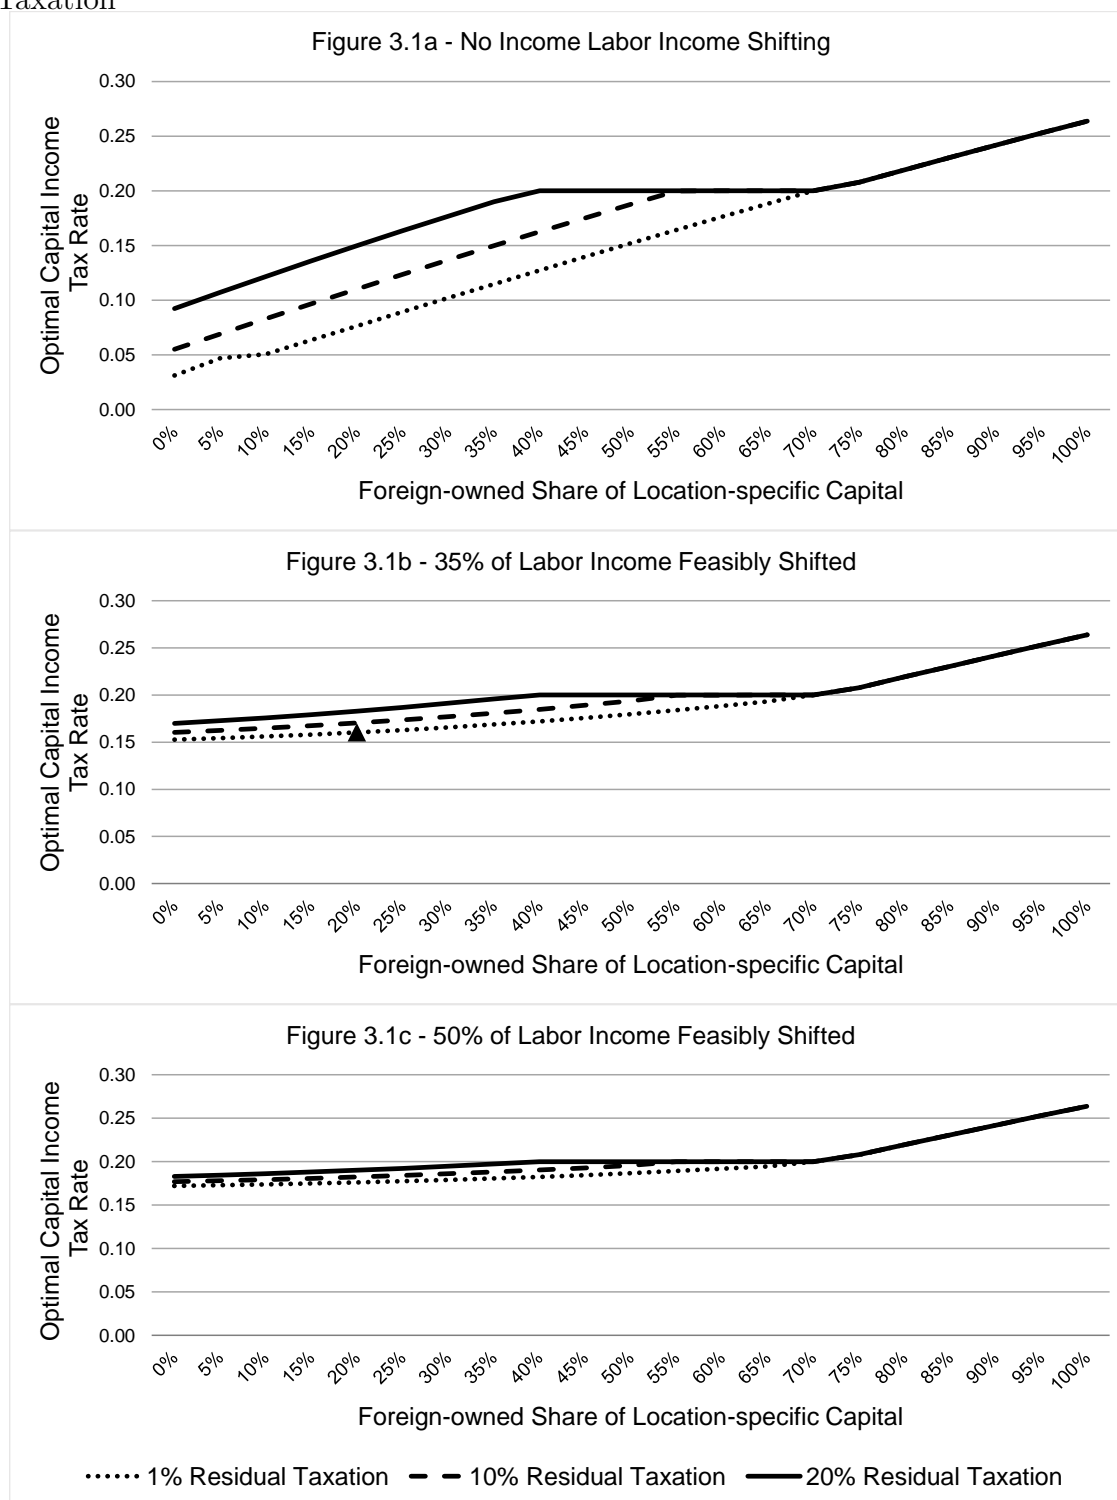 Taxation
Figure 3.1a - No Income Labor Income Shifting
Optimal Capital Income
Tax Rate
0.30
0.25
0.20
0.15
0.10
0.05
0.00
0% 5% 10% 15% 20% 25% 30% 35% 40% 45% 50% 55% 60% 65% 70% 75% 80% 85% 90% 95% 100%
Foreign-owned Share of Location-specific Capital
Figure 3.1b - 35% of Labor Income Feasibly Shifted
Optimal Capital Income
Tax Rate
0.30
0.25
0.20
0.15
0.10
0.05
0.00
0% 5% 10% 15% 20% 25% 30% 35% 40% 45% 50% 55% 60% 65% 70% 75% 80% 85% 90% 95% 100%
Foreign-owned Share of Location-specific Capital
Figure 3.1c - 50% of Labor Income Feasibly Shifted
Optimal Capital Income
Tax Rate
0.30
0.25
0.20
0.15
0.10
0.05
0.00
0% 5% 10% 15% 20% 25% 30% 35% 40% 45% 50% 55% 60% 65% 70% 75% 80% 85% 90% 95% 100%
Foreign-owned Share of Location-specific Capital
1% Residual Taxation 10% Residual Taxation 20% Residual Taxation